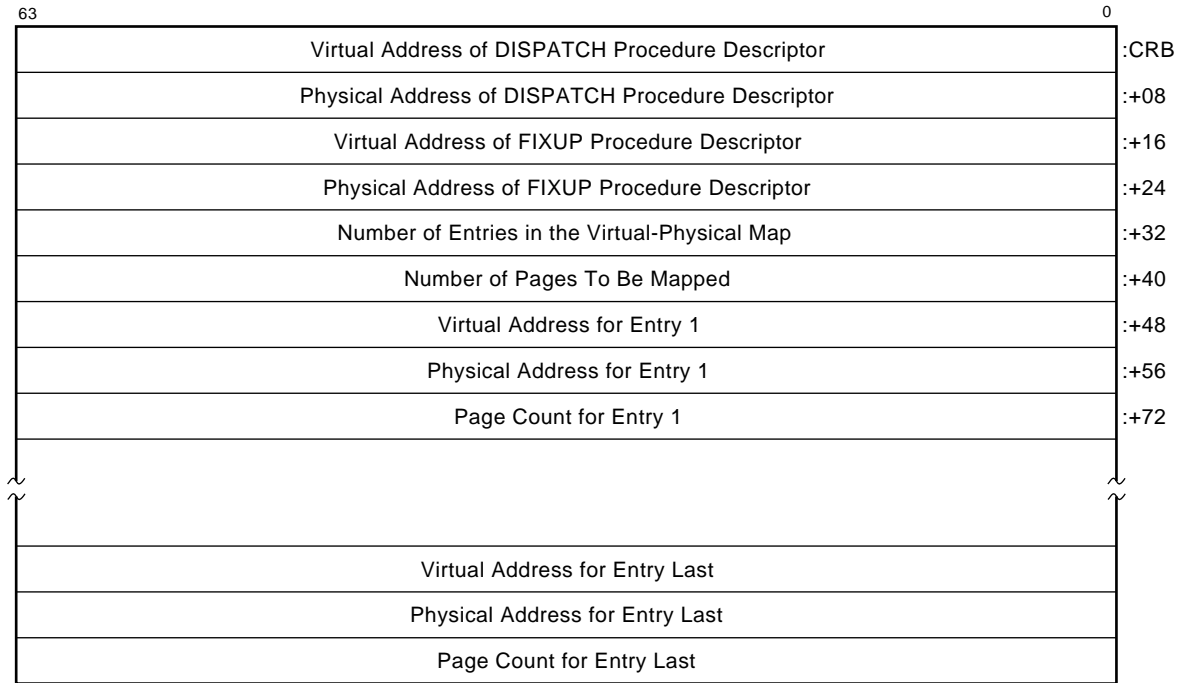 63 0
Virtual Address of DISPATCH Procedure Descriptor :CRB
Physical Address of DISPATCH Procedure Descriptor :+08
Virtual Address of FIXUP Procedure Descriptor :+16
Physical Address of FIXUP Procedure Descriptor :+24
Number of Entries in the Virtual-Physical Map :+32
Number of Pages To Be Mapped :+40
Virtual Address for Entry 1 :+48
Physical Address for Entry 1 :+56
Page Count for Entry 1 :+72
Virtual Address for Entry Last
Physical Address for Entry Last
Page Count for Entry Last